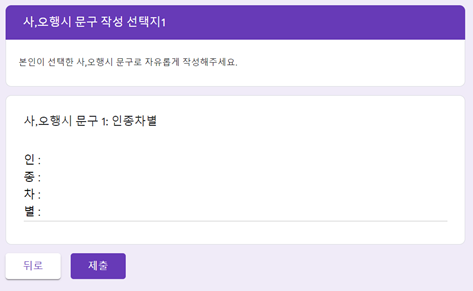 사,오행시 문구 작성 선택지1
본인이 선택한 사,오행시 문구로 자유롭게 작성해주세요.
사,오행시 문구 1: 인종차별
인 :
종 :
차 :
별 :
뒤로
제출